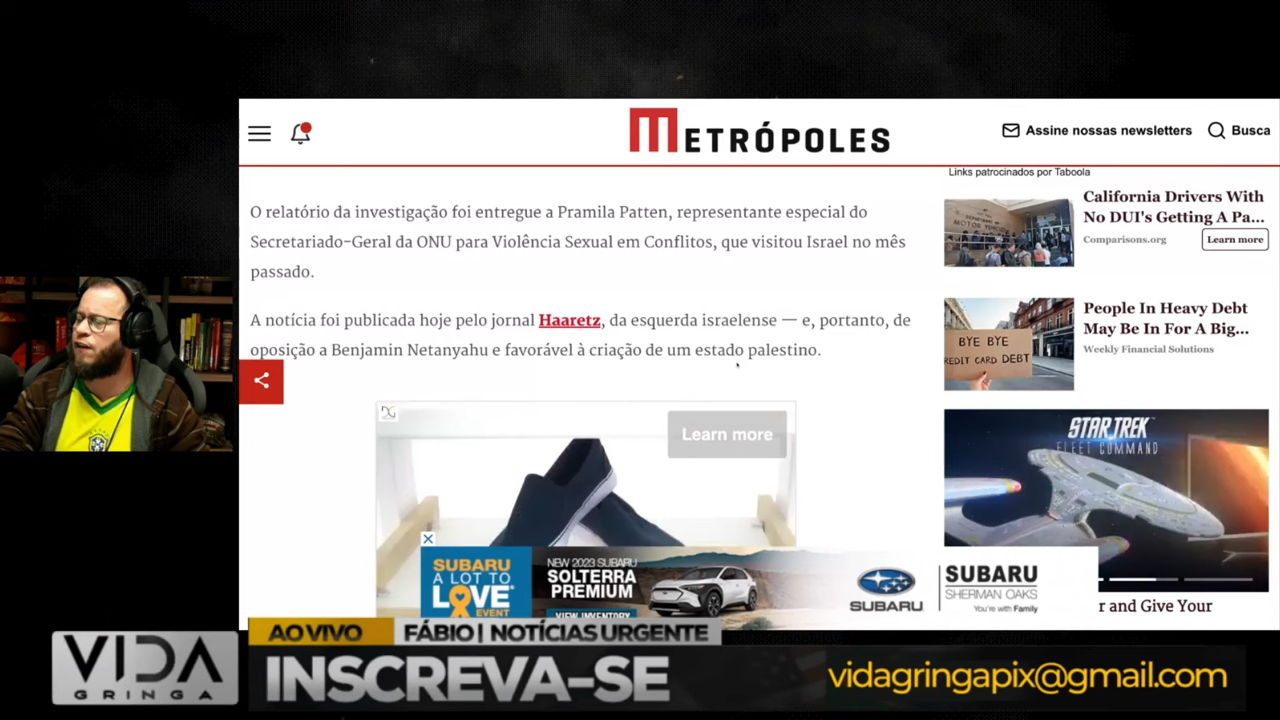 METRÓPOLES
Assine nossas newsletters
Busca
O relatório da investigação foi entregue a Pramila Patten, representante especial do
Secretariado-Geral da ONU para Violência Sexual em Conflitos, que visitou Israel no mês
passado.
A notícia foi publicada hoje pelo jornal Haaretz, da esquerda israelense — e, portanto, de
oposição a Benjamin Netanyahu e favorável à criação de um estado palestino.
Links patrocinados por Taboola
California Drivers With
No DUI's Getting A Pa...
Comparisons.org
Learn more
People In Heavy Debt
May Be In For A Big...
Weekly Financial Solutions
BYE BYE
REDIT CARD DEBT
STAR TREK
FLEET COMMAND
r and Give Your
Learn more
SUBARU
A LOT TO
LOVE
EVENT
NEW 2023 SUBARU
SOLTERRA
PREMIUM
VIEW INVENTORY
SUBARU
SUBARU
SHERMAN OAKS
You're with Family
AO VIVO
FÁBIO | NOTÍCIAS URGENTE
VIDA
GRINGA
INSCREVA-SE
vidagringapix@gmail.com